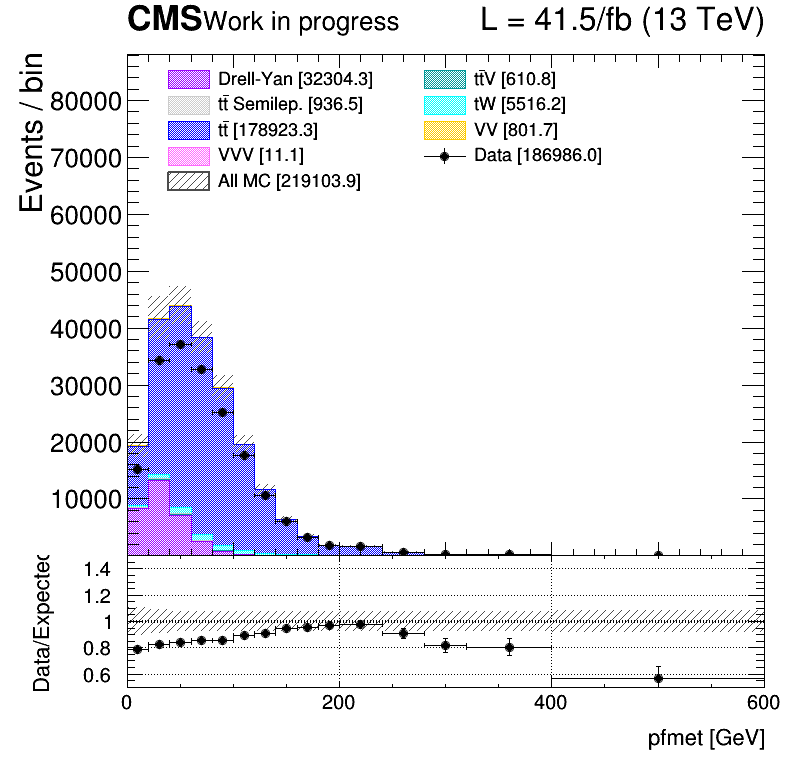 CMS Work in progress L = 41.5/fb (13 TeV)
Events / bin
Drell-Yan [32304.3]
tt̄ Semilep. [936.5]
tt̄ [178923.3]
VVV [11.1]
All MC [219103.9]
tt̄V [610.8]
tW [5516.2]
VV [801.7]
Data [186986.0]
80000
70000
60000
50000
40000
30000
20000
10000
Data/Expected
1.4
1.2
1
0.8
0.6
0 200 400 600
pfmet [GeV]